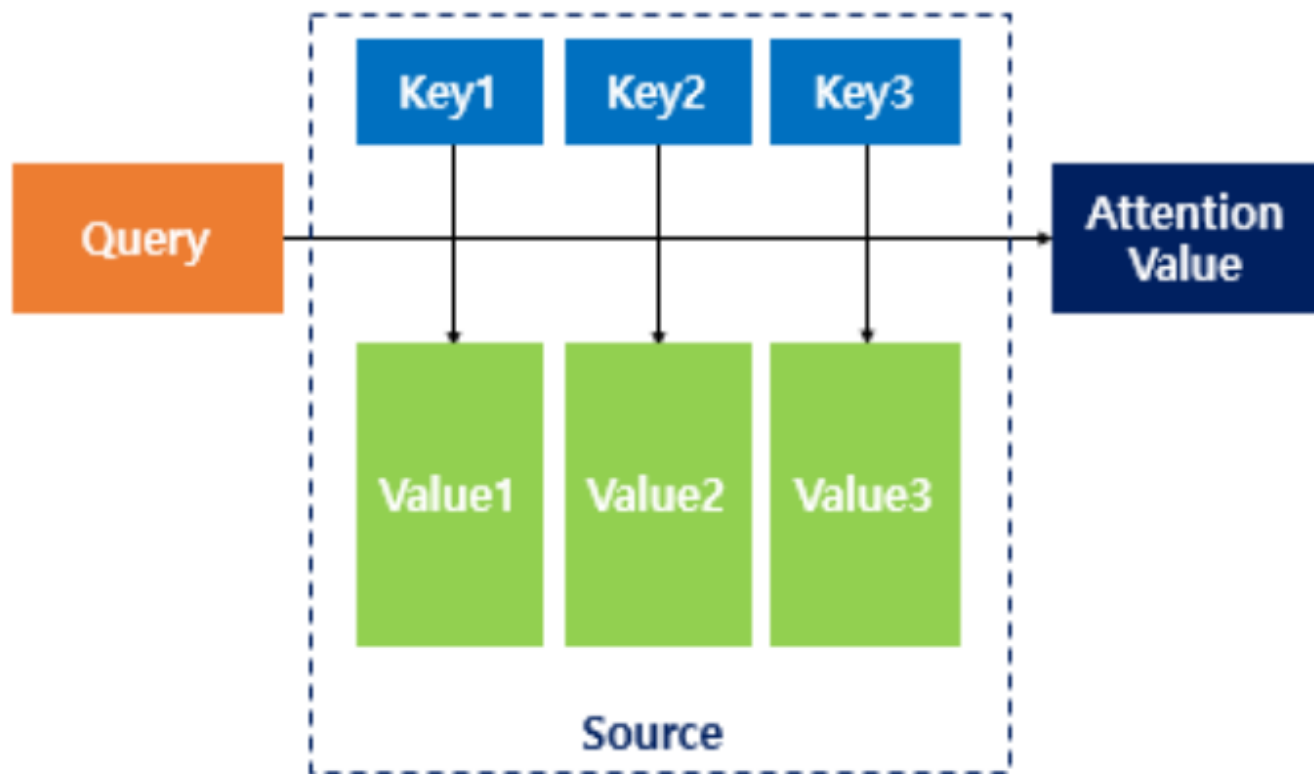 Key1
Key2
Key3
Query
Attention
Value
Value1
Value2
Value3
Source